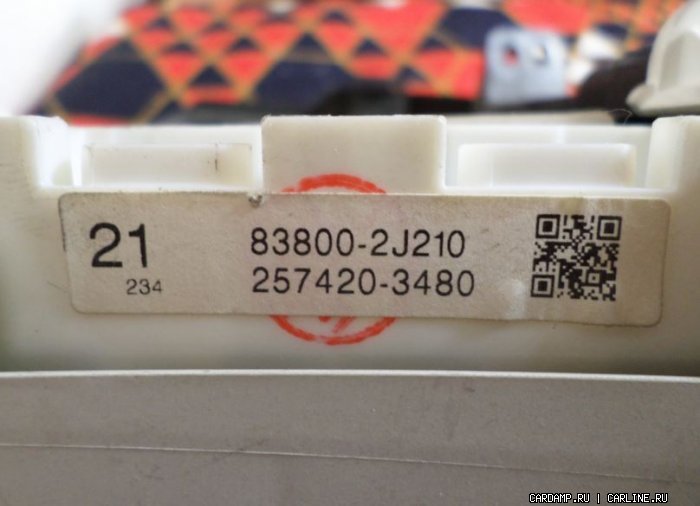 21
234
83800-2J210
257420-3480
CARDAMP.RU | CARLINE.RU